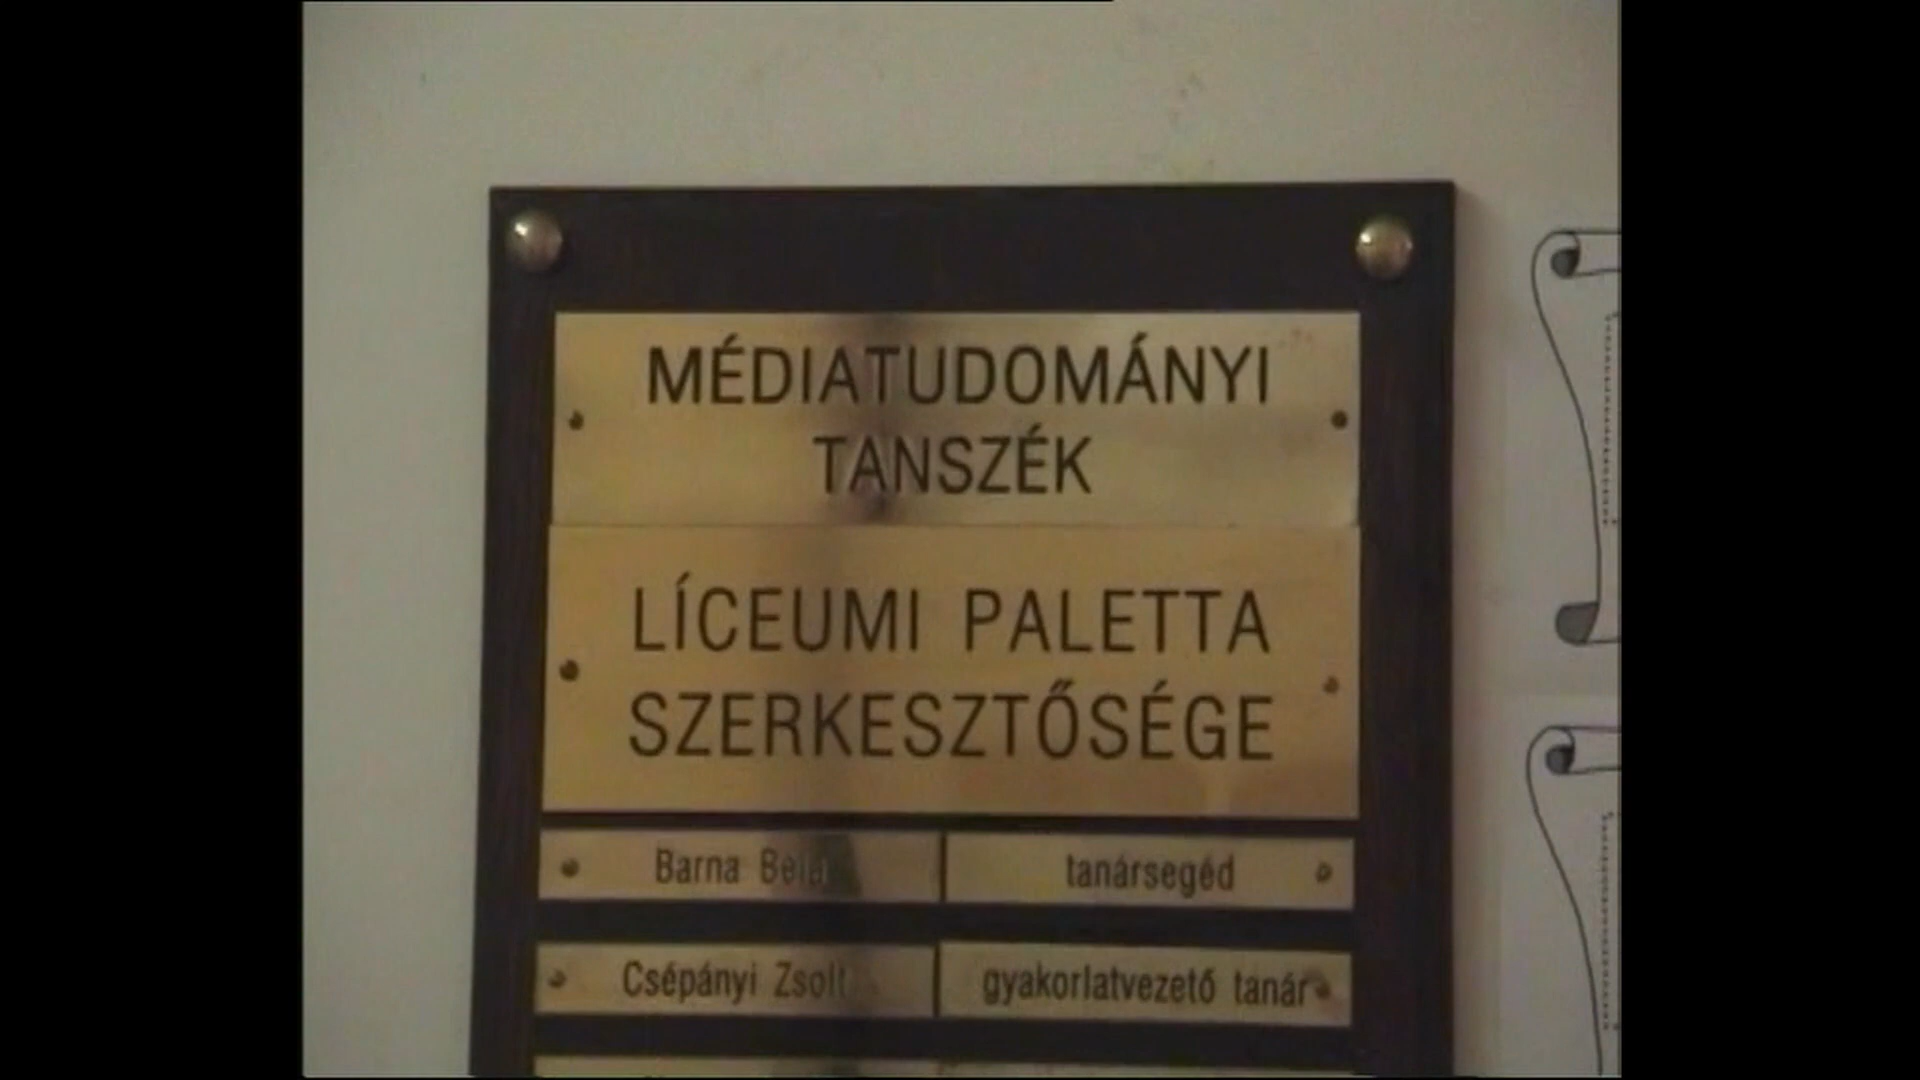 MÉDIATUDOMÁNYI
TANSZÉK
LÍCEUMI PALETTA
SZERKESZTŐSÉGE
Barna Béla tanársegéd
Csépányi Zsolt gyakorlatvezető tanár